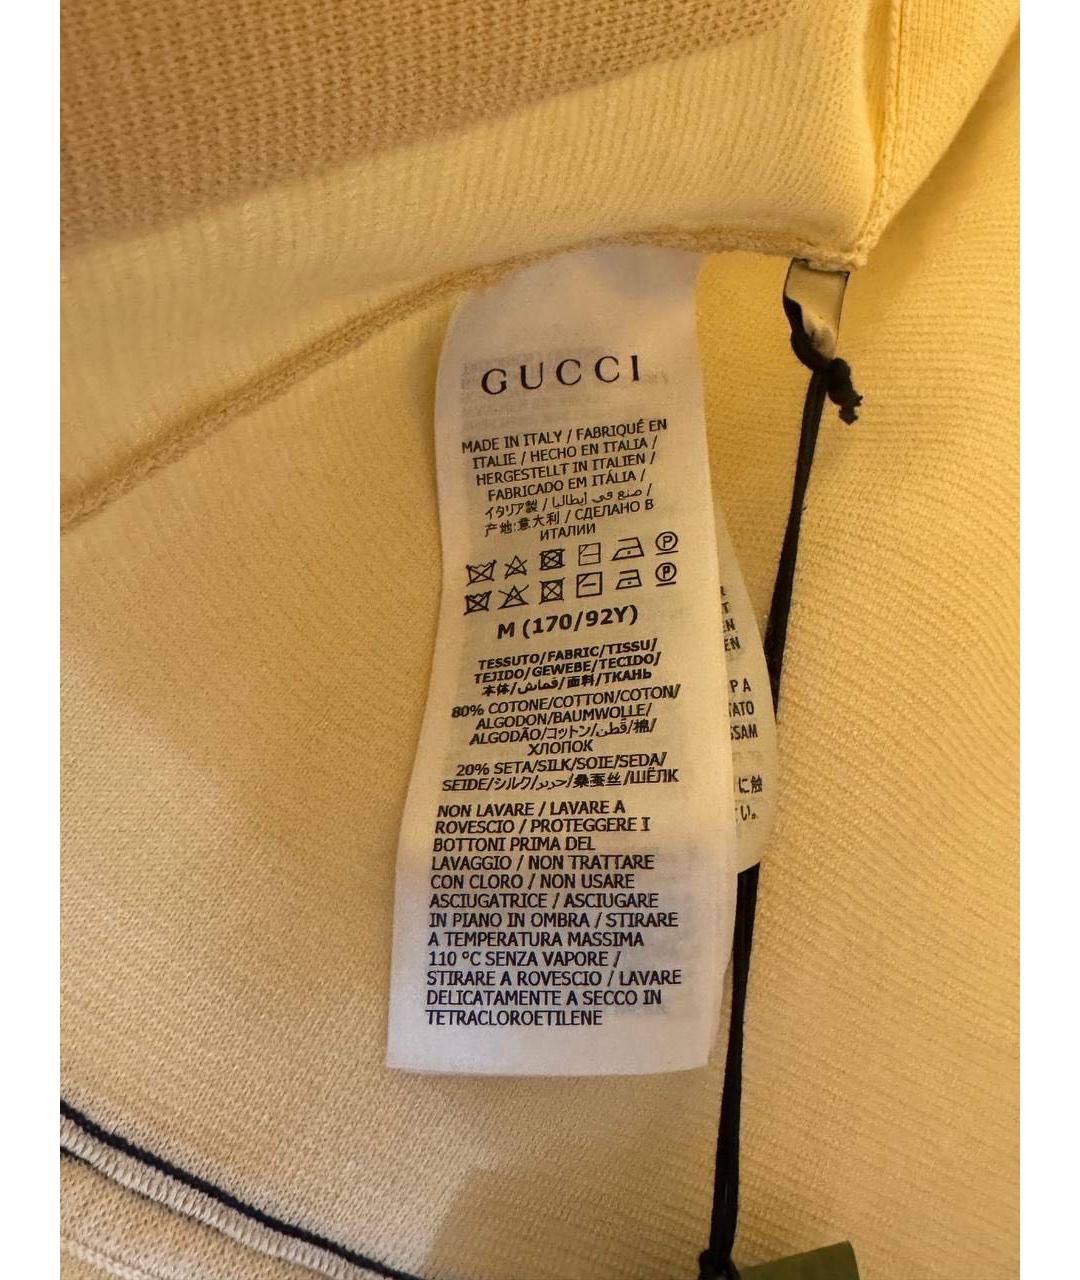 GUCCI
MADE IN ITALY / FABRIQUÉ EN
ITALIE / HECHO EN ITALIA /
HERGESTELLT IN ITALIEN /
FABRICADO EM ITÁLIA /
イタリア製 / صنع في إيطاليا /
产地:意大利 / СДЕЛАНО В
ИТАЛИИ
M (170/92Y)
TESSUTO/FABRIC/TISSU/
TEJIDO/GEWEBE/TECIDO/
本体/قماش/面料/ТКАНЬ
80% COTONE/COTTON/COTON/
ALGODON/BAUMWOLLE/
ALGODÃO/コットン/قطن/棉/
ХЛОПОК
20% SETA/SILK/SOIE/SEDA/
SEIDE/シルク/حرير/桑蚕丝/ШЁЛК
NON LAVARE / LAVARE A
ROVESCIO / PROTEGGERE I
BOTTONI PRIMA DEL
LAVAGGIO / NON TRATTARE
CON CLORO / NON USARE
ASCIUGATRICE / ASCIUGARE
IN PIANO IN OMBRA / STIRARE
A TEMPERATURA MASSIMA
110 °C SENZA VAPORE /
STIRARE A ROVESCIO / LAVARE
DELICATAMENTE A SECCO IN
TETRACLOROETILENE